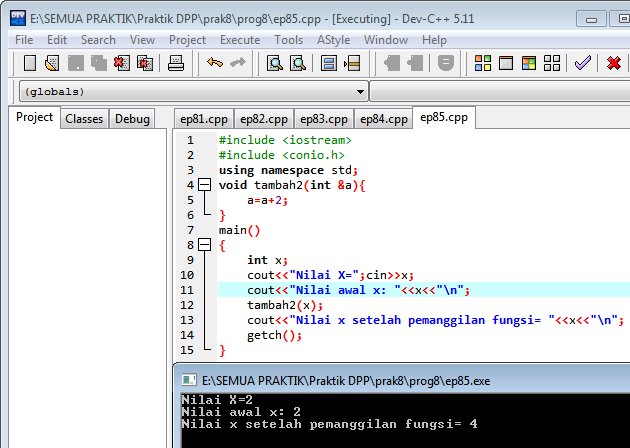 E:\SEMUA PRAKTIK\Praktik DPP\prak8\prog8\ep85.cpp - [Executing] - Dev-C++ 5.11
File Edit Search View Project Execute Tools AStyle Window Help
(globals)
Project Classes Debug ep81.cpp ep82.cpp ep83.cpp ep84.cpp ep85.cpp
1 #include <iostream>
2 #include <conio.h>
3 using namespace std;
4 void tambah2(int &a){
5 a=a+2;
6 }
7 main()
8 {
9 int x;
10 cout<<"Nilai X=";cin>>x;
11 cout<<"Nilai awal x: "<<x<<"\n";
12 tambah2(x);
13 cout<<"Nilai x setelah pemanggilan fungsi= "<<x<<"\n";
14 getch();
15 }
E:\SEMUA PRAKTIK\Praktik DPP\prak8\prog8\ep85.exe
Nilai X=2
Nilai awal x: 2
Nilai x setelah pemanggilan fungsi= 4